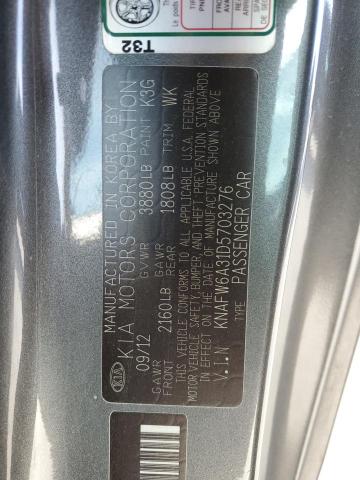 MANUFACTURED IN KOREA BY
KIA MOTORS CORPORATION
09/12 GVWR 3880LB PAINT K3G
GAWR FRONT 2160LB GAWR REAR 1808LB TRIM WK
THIS VEHICLE CONFORMS TO ALL APPLICABLE U.S.A. FEDERAL
MOTOR VEHICLE SAFETY, BUMPER, AND THEFT PREVENTION STANDARDS
IN EFFECT ON THE DATE OF MANUFACTURE SHOWN ABOVE.
V.I.N KNAFW6A31D5703276
TYPE: PASSENGER CAR
KIA
T32